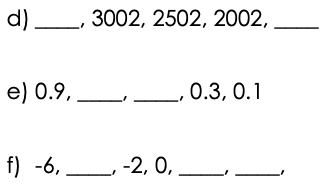 d) ____, 3002, 2502, 2002, ____
e) 0.9, ____, ____, 0.3, 0.1
f) -6, ____, -2, 0, ____, ____,